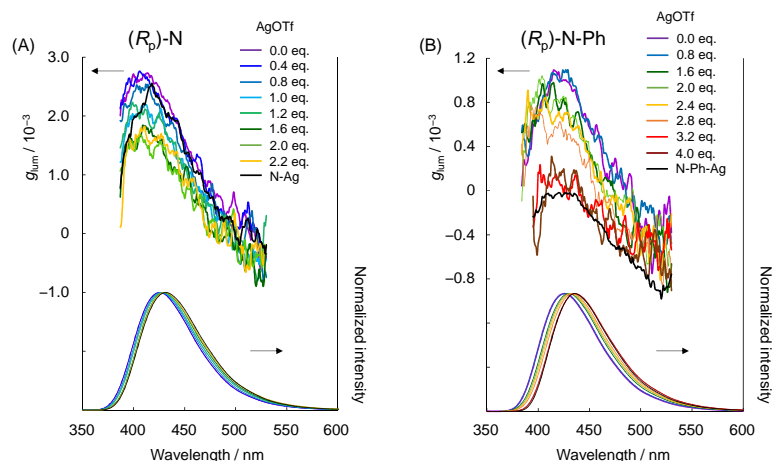 (A)
(Rp)-N
AgOTf
0.0 eq.
0.4 eq.
0.8 eq.
1.0 eq.
1.2 eq.
1.6 eq.
2.0 eq.
2.2 eq.
N-Ag
3.0
2.0
1.0
0
−1.0
glum / 10⁻³
Normalized intensity
350 400 450 500 550 600
Wavelength / nm
(B)
(Rp)-N-Ph
AgOTf
0.0 eq.
0.8 eq.
1.6 eq.
2.0 eq.
2.4 eq.
2.8 eq.
3.2 eq.
4.0 eq.
N-Ph-Ag
1.2
0.8
0.4
0
−0.4
−0.8
glum / 10⁻³
Normalized intensity
350 400 450 500 550 600
Wavelength / nm